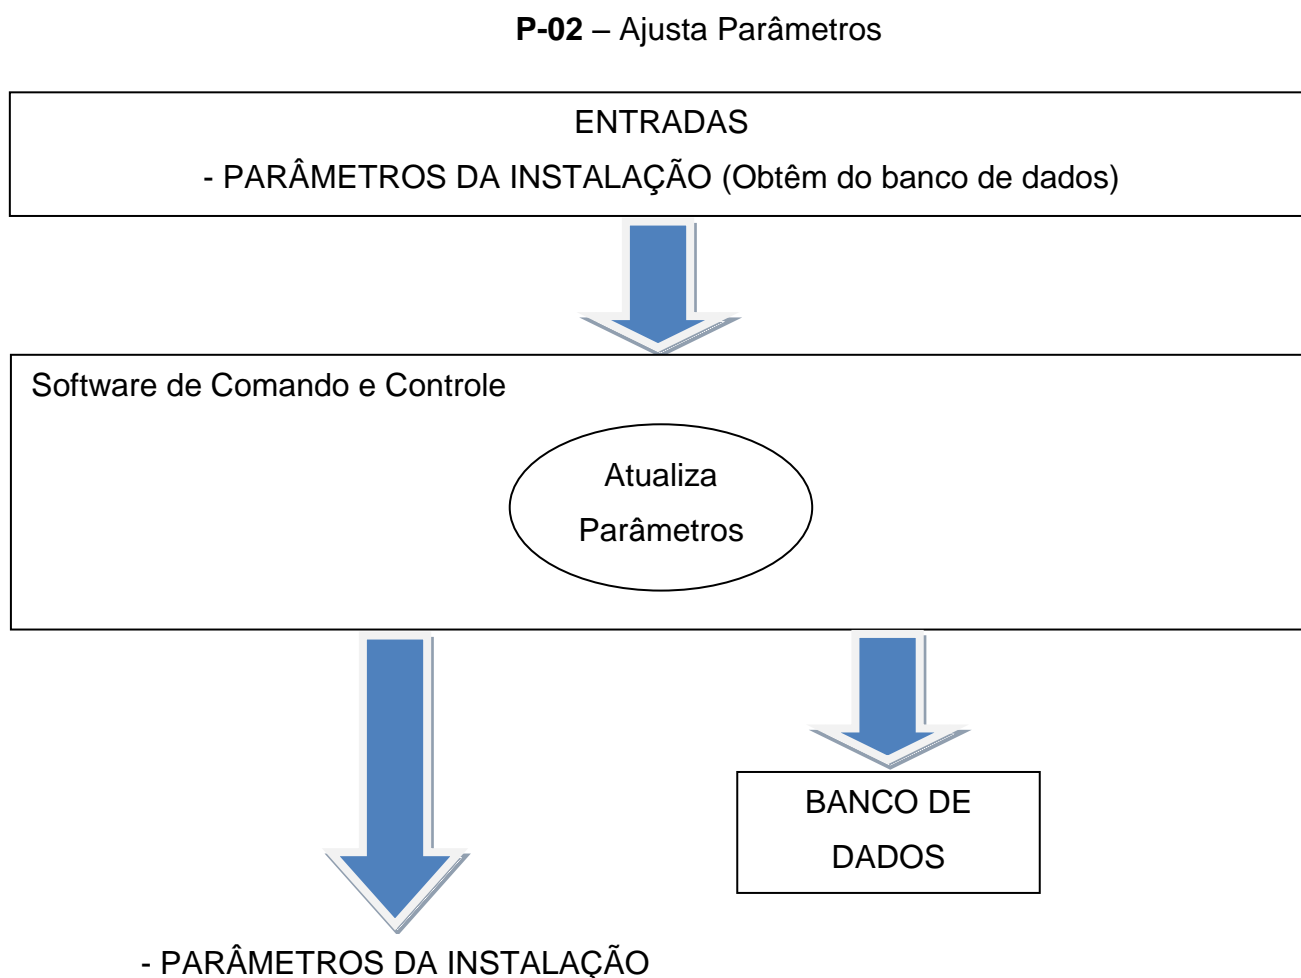 P-02 – Ajusta Parâmetros
ENTRADAS
- PARÂMETROS DA INSTALAÇÃO (Obtêm do banco de dados)
Software de Comando e Controle
Atualiza
Parâmetros
BANCO DE
DADOS
- PARÂMETROS DA INSTALAÇÃO